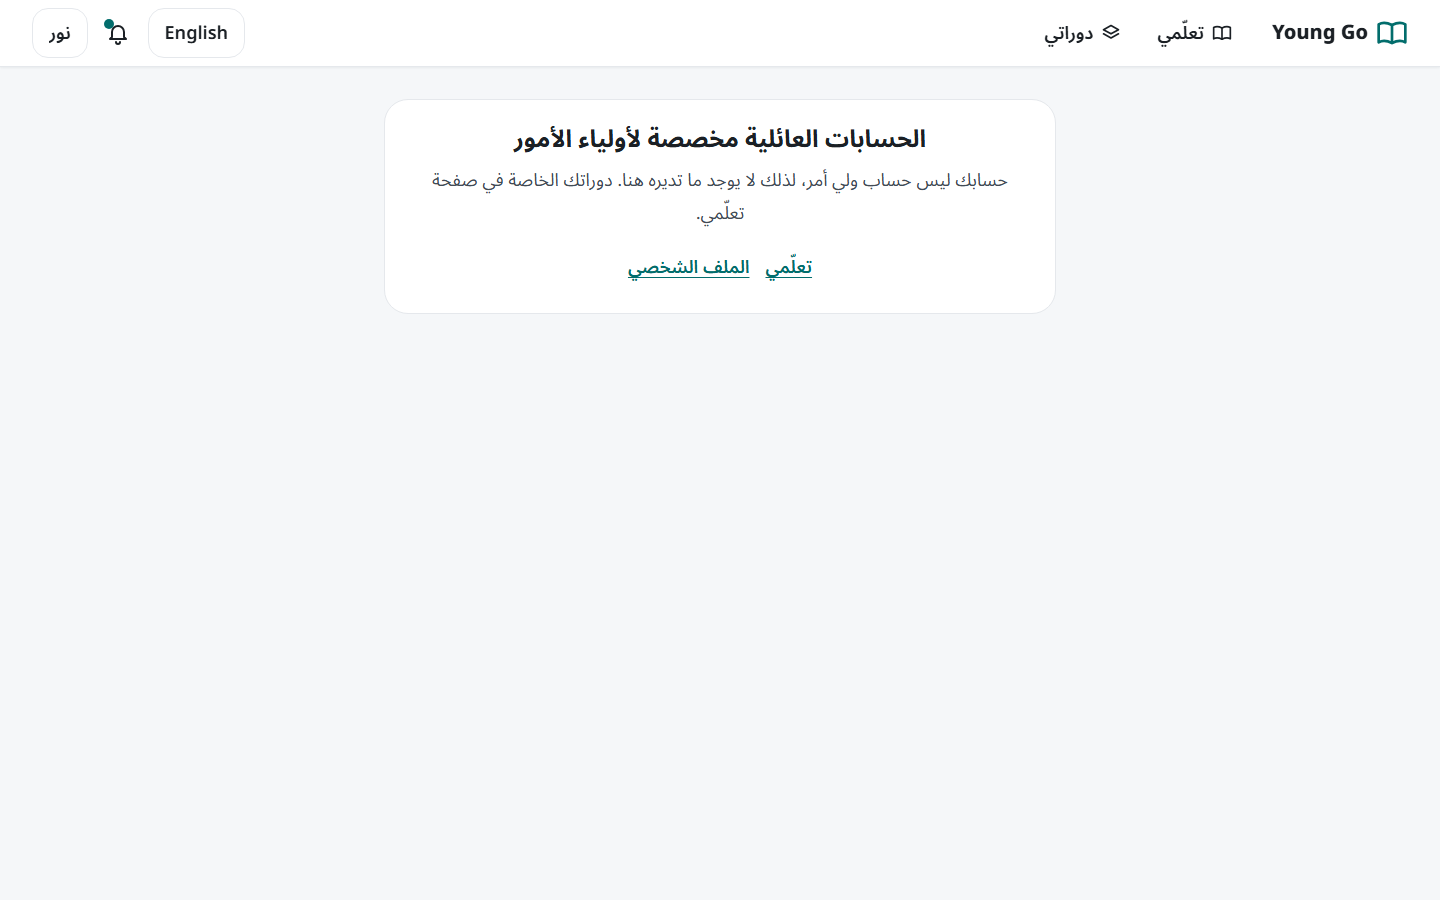 Young Go
تعلّمي
دوراتي
English
نور
الحسابات العائلية مخصصة لأولياء الأمور
حسابك ليس حساب ولي أمر، لذلك لا يوجد ما تديره هنا. دوراتك الخاصة في صفحة
تعلّمي.
تعلّمي
الملف الشخصي